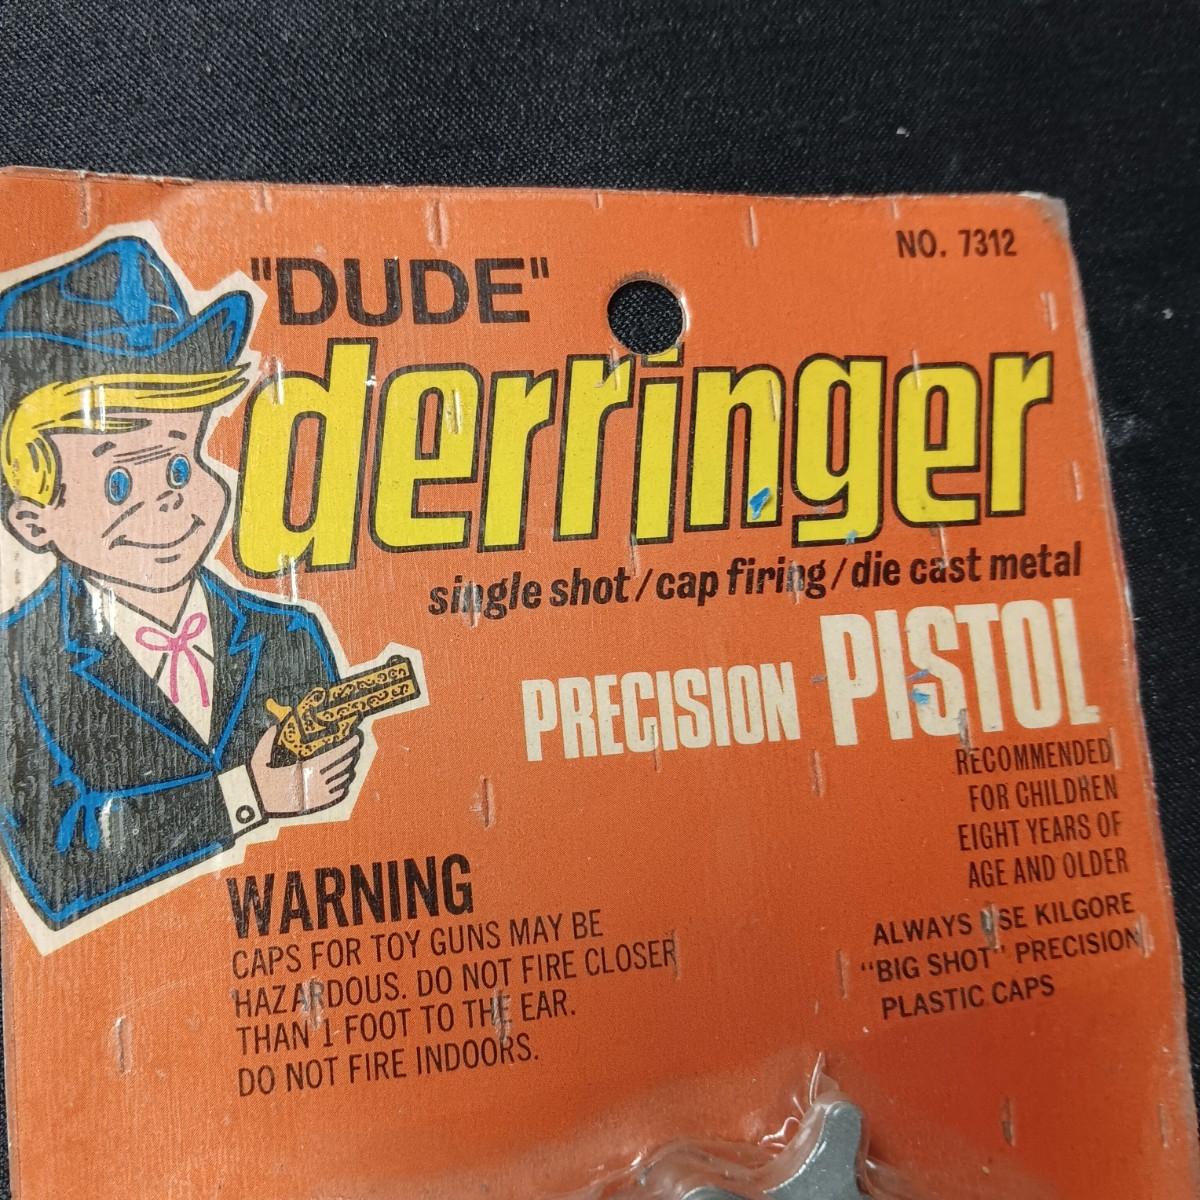 NO. 7312
"DUDE"
derringer
single shot/cap firing/die cast metal
PRECISION PISTOL
RECOMMENDED
FOR CHILDREN
EIGHT YEARS OF
AGE AND OLDER
ALWAYS USE KILGORE
"BIG SHOT" PRECISION
PLASTIC CAPS
WARNING
CAPS FOR TOY GUNS MAY BE
HAZARDOUS. DO NOT FIRE CLOSER
THAN 1 FOOT TO THE EAR.
DO NOT FIRE INDOORS.